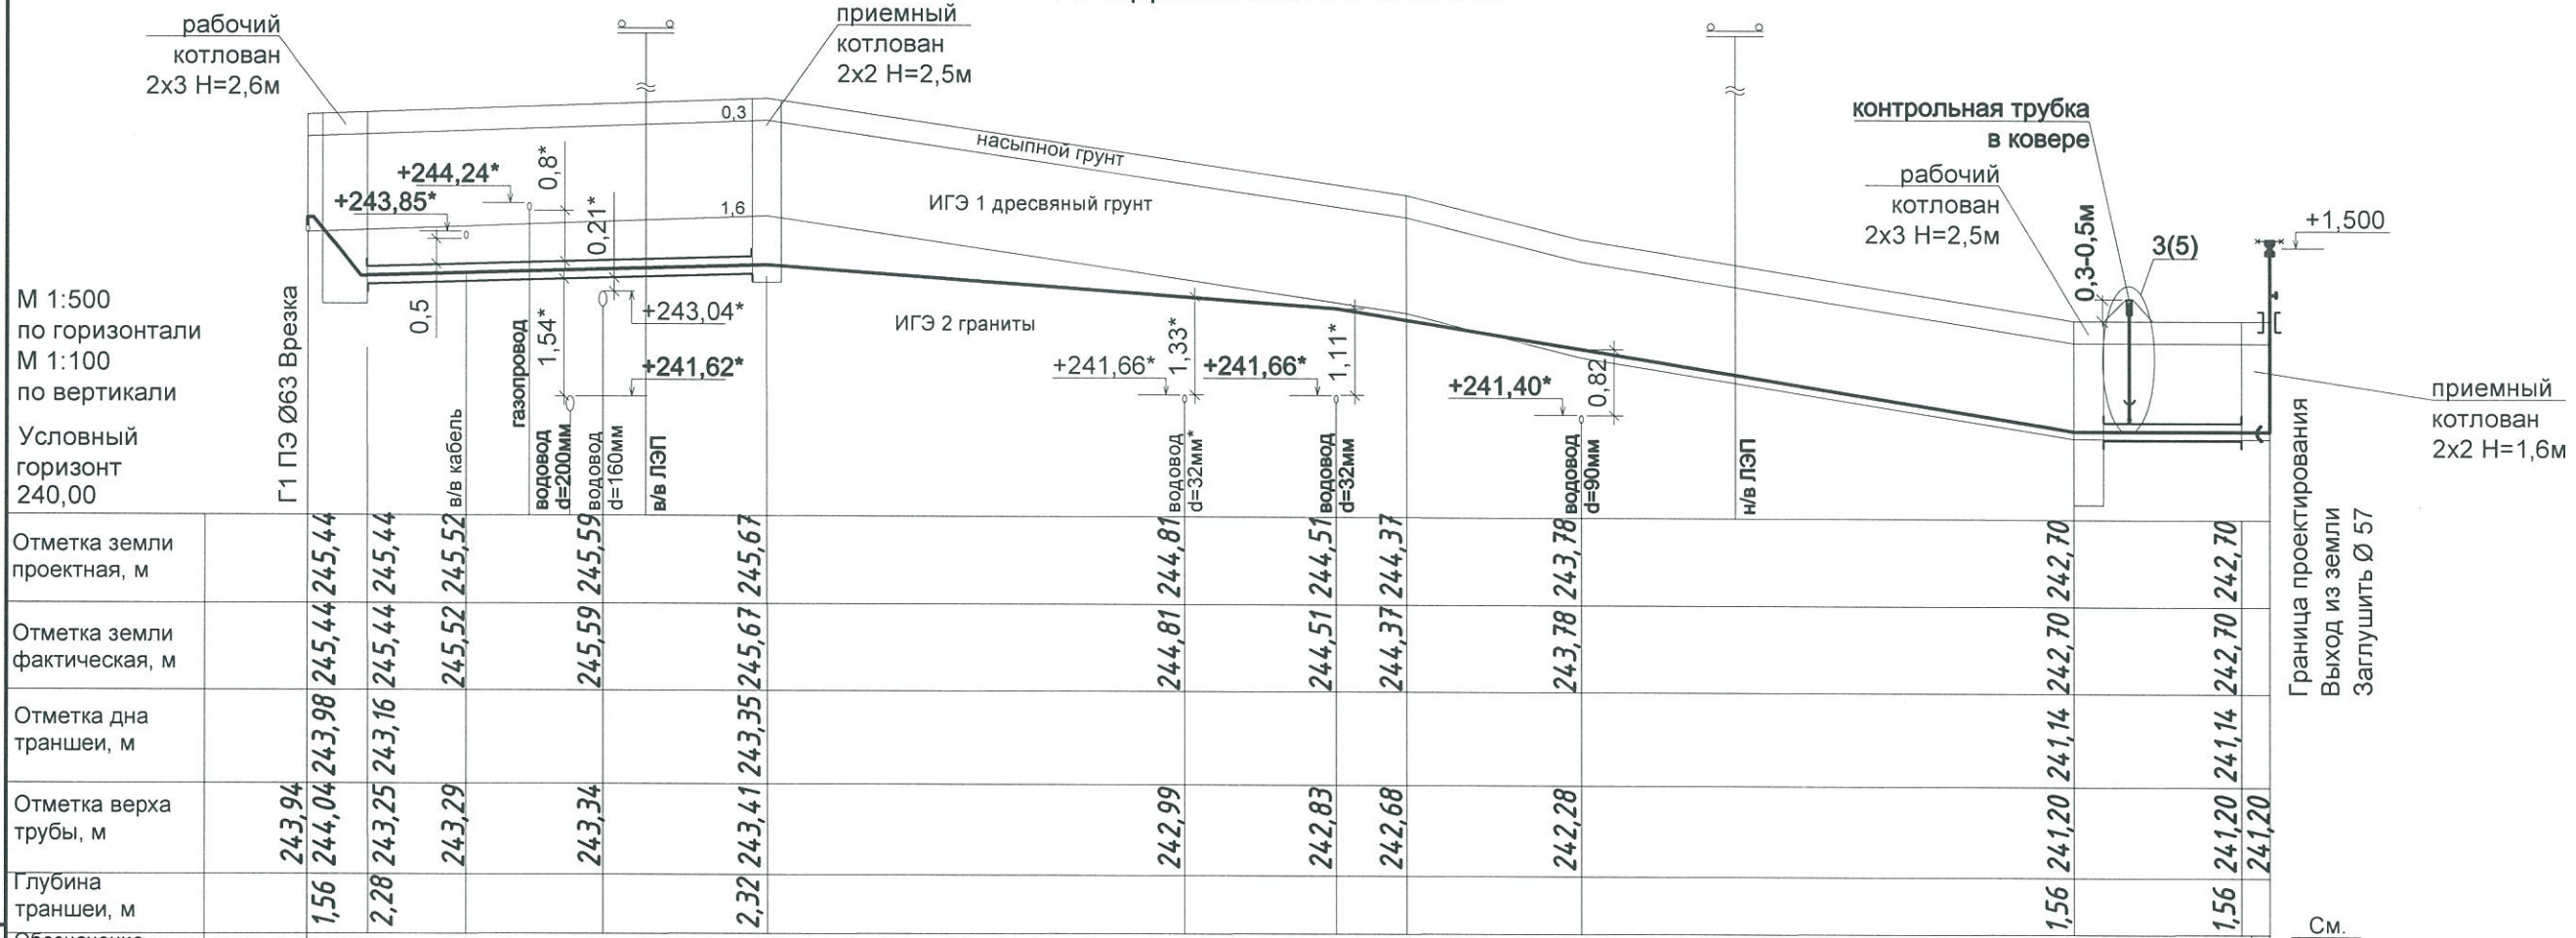 рабочий
котлован
2х3 Н=2,6м
приемный
котлован
2х2 Н=2,5м
контрольная трубка
в ковере
рабочий
котлован
2х3 Н=2,5м
0,3-0,5м
3(5)
+1,500
приемный
котлован
2х2 Н=1,6м
0,3
1,6
насыпной грунт
ИГЭ 1 дресвяный грунт
ИГЭ 2 граниты
+244,24*
+243,85*
0,8*
0,21*
0,5
1,54*
+243,04*
+241,62*
+241,66*
1,33*
+241,66*
1,11*
+241,40*
0,82
М 1:500
по горизонтали
М 1:100
по вертикали
Условный
горизонт
240,00
Г1 ПЭ Ø63 Врезка
в/в кабель
газопровод
водовод
d=200мм
водовод
d=160мм
в/в ЛЭП
водовод
d=32мм*
водовод
d=32мм
водовод
d=90мм
н/в ЛЭП
Граница проектирования
Выход из земли
Заглушить Ø 57
Отметка земли
проектная, м
245,44 245,44 245,52 245,59 245,67 244,81 244,51 244,37 243,78 242,70 242,70
Отметка земли
фактическая, м
245,44 245,44 245,52 245,59 245,67 244,81 244,51 244,37 243,78 242,70 242,70
Отметка дна
траншеи, м
243,98 243,16 243,35 241,14 241,14
Отметка верха
трубы, м
243,94 244,04 243,25 243,29 243,34 243,41 242,99 242,83 242,68 242,28 241,20 241,20 241,20
Глубина
траншеи, м
1,56 2,28 2,32 1,56 1,56
См.